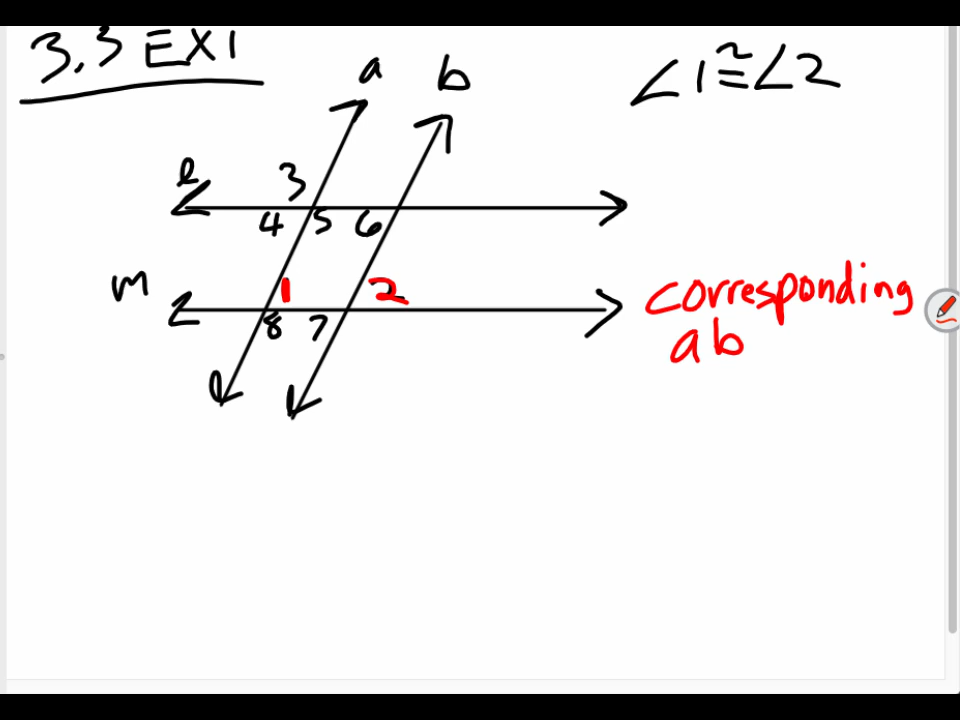 3.3 EX1
∠1≅∠2
a b
ℓ
3
4 5 6
m
1 2
8 7
corresponding
ab